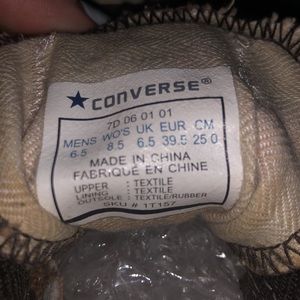 CONVERSE®
7D 06 01 01
MENS WO'S UK EUR CM
6.5 8.5 6.5 39.5 25 0
MADE IN CHINA
FABRIQUÉ EN CHINE
UPPER : TEXTILE
LINING : TEXTILE
OUTSOLE : TEXTILE/RUBBER
SKU # 1T157